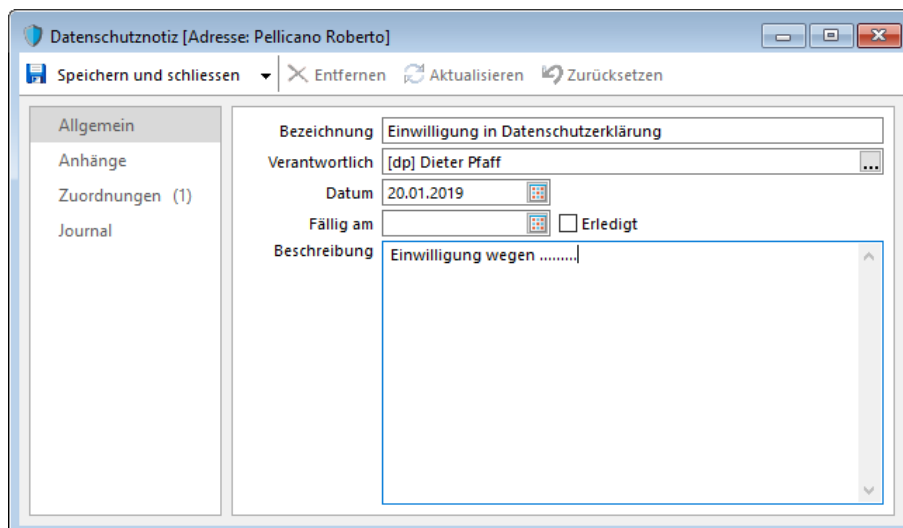 Datenschutznotiz [Adresse: Pellicano Roberto]
Speichern und schliessen Entfernen Aktualisieren Zurücksetzen
Allgemein
Anhänge
Zuordnungen (1)
Journal
Bezeichnung Einwilligung in Datenschutzerklärung
Verantwortlich [dp] Dieter Pfaff ...
Datum 20.01.2019
Fällig am Erledigt
Beschreibung Einwilligung wegen .........